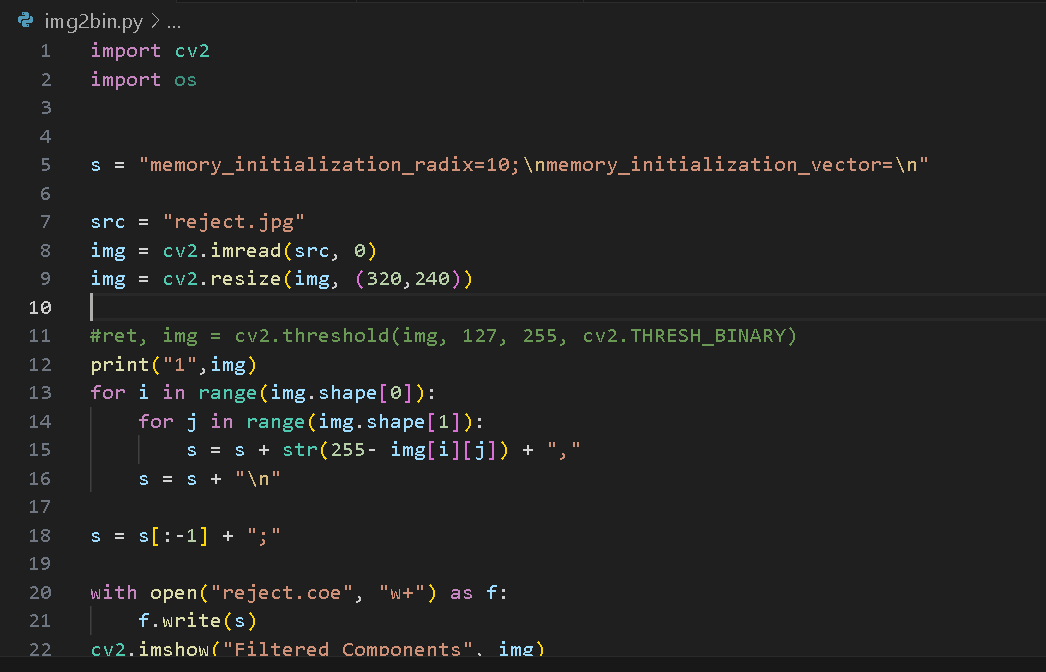 img2bin.py > ...
1 import cv2
2 import os
3
4
5 s = "memory_initialization_radix=10;\nmemory_initialization_vector=\n"
6
7 src = "reject.jpg"
8 img = cv2.imread(src, 0)
9 img = cv2.resize(img, (320,240))
10
11 #ret, img = cv2.threshold(img, 127, 255, cv2.THRESH_BINARY)
12 print("1",img)
13 for i in range(img.shape[0]):
14     for j in range(img.shape[1]):
15         s = s + str(255- img[i][j]) + ","
16     s = s + "\n"
17
18 s = s[:-1] + ";"
19
20 with open("reject.coe", "w+") as f:
21     f.write(s)
22 cv2.imshow("Filtered Components", img)